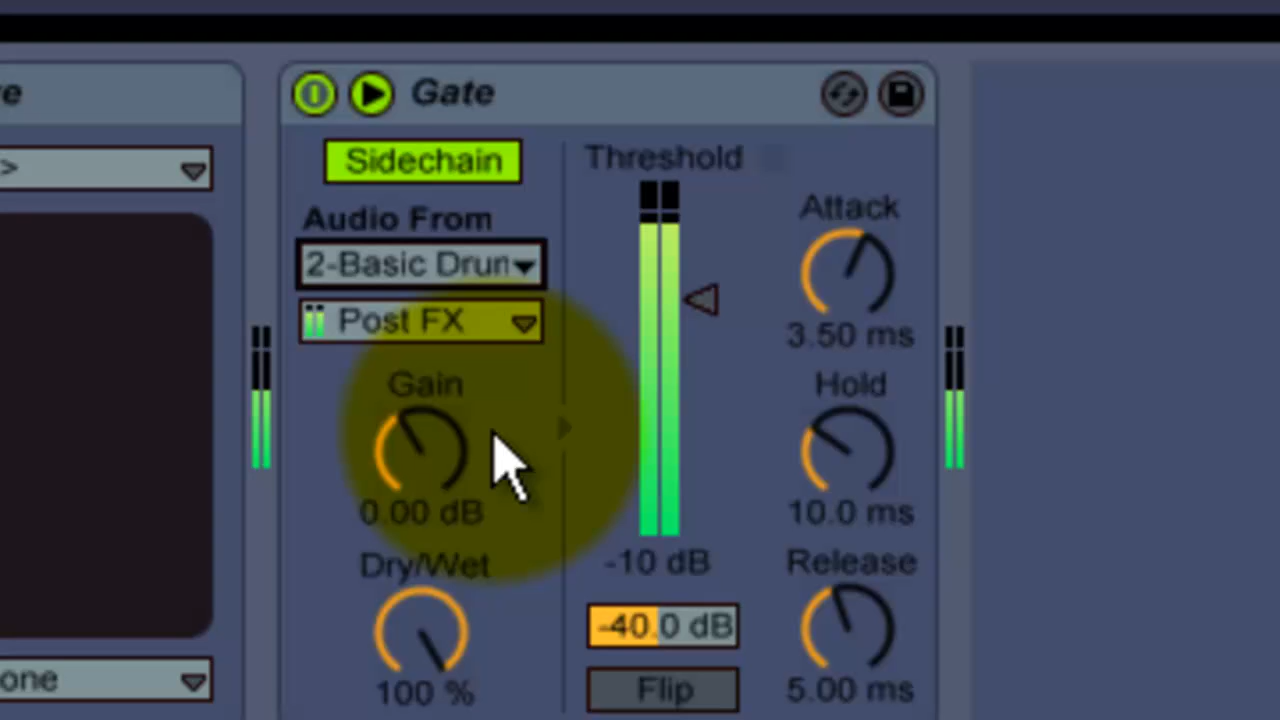 Gate
Sidechain
Threshold
Audio From
Attack
2-Basic Drun
Post FX
3.50 ms
Gain
Hold
0.00 dB
10.0 ms
Dry/Wet
-10 dB
Release
-40.0 dB
one
100 %
Flip
5.00 ms